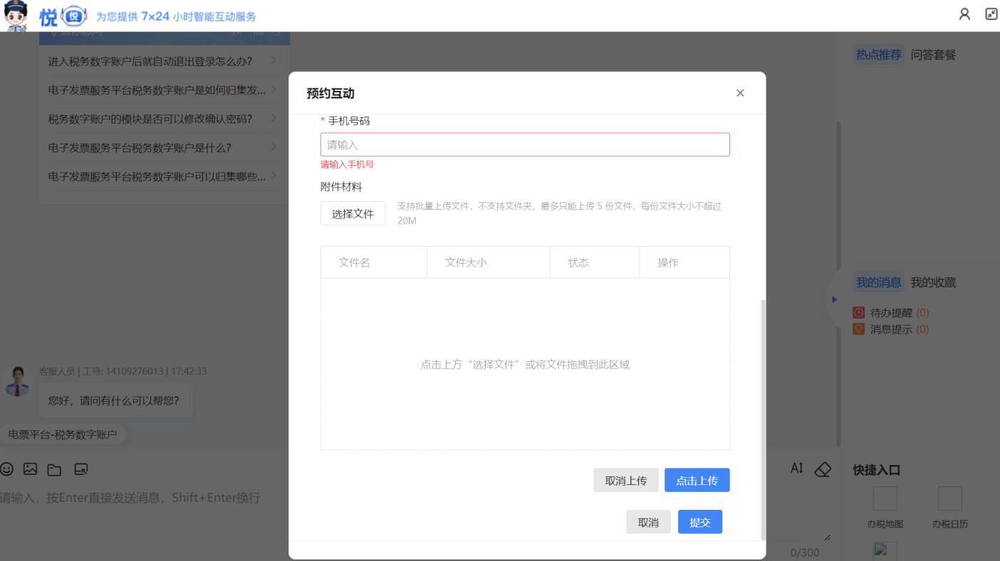 悦 悦 为您提供 7×24 小时智能互动服务
进入税务数字账户后就自动退出登录怎么办？
电子发票服务平台税务数字账户是如何归集发...
税务数字账户的模块是否可以修改确认密码？
电子发票服务平台税务数字账户是什么？
电子发票服务平台税务数字账户可以归集哪些...
客服人员 | 工号: 14109276013 | 17:42:33
您好，请问有什么可以帮您？
电票平台-税务数字账户
请输入，按Enter直接发送消息，Shift+Enter换行
预约互动
* 手机号码
请输入
请输入手机号
附件材料
选择文件
支持批量上传文件，不支持文件夹，最多只能上传 5 份文件，每份文件大小不超过
20M
文件名 文件大小 状态 操作
点击上方“选择文件”或将文件拖拽到此区域
取消上传 点击上传
取消 提交
0/300
热点推荐 问答套餐
我的消息 我的收藏
待办提醒 (0)
消息提示 (0)
快捷入口
办税地图 办税日历